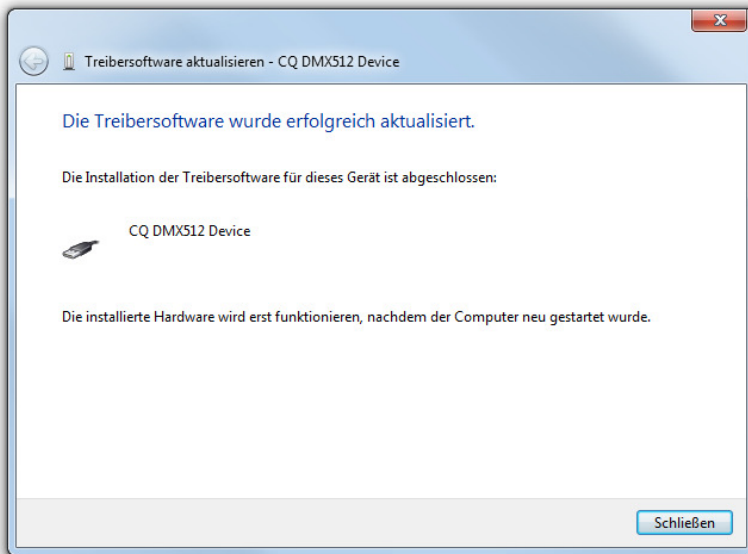 Treibersoftware aktualisieren - CQ DMX512 Device
Die Treibersoftware wurde erfolgreich aktualisiert.
Die Installation der Treibersoftware für dieses Gerät ist abgeschlossen:
CQ DMX512 Device
Die installierte Hardware wird erst funktionieren, nachdem der Computer neu gestartet wurde.
Schließen